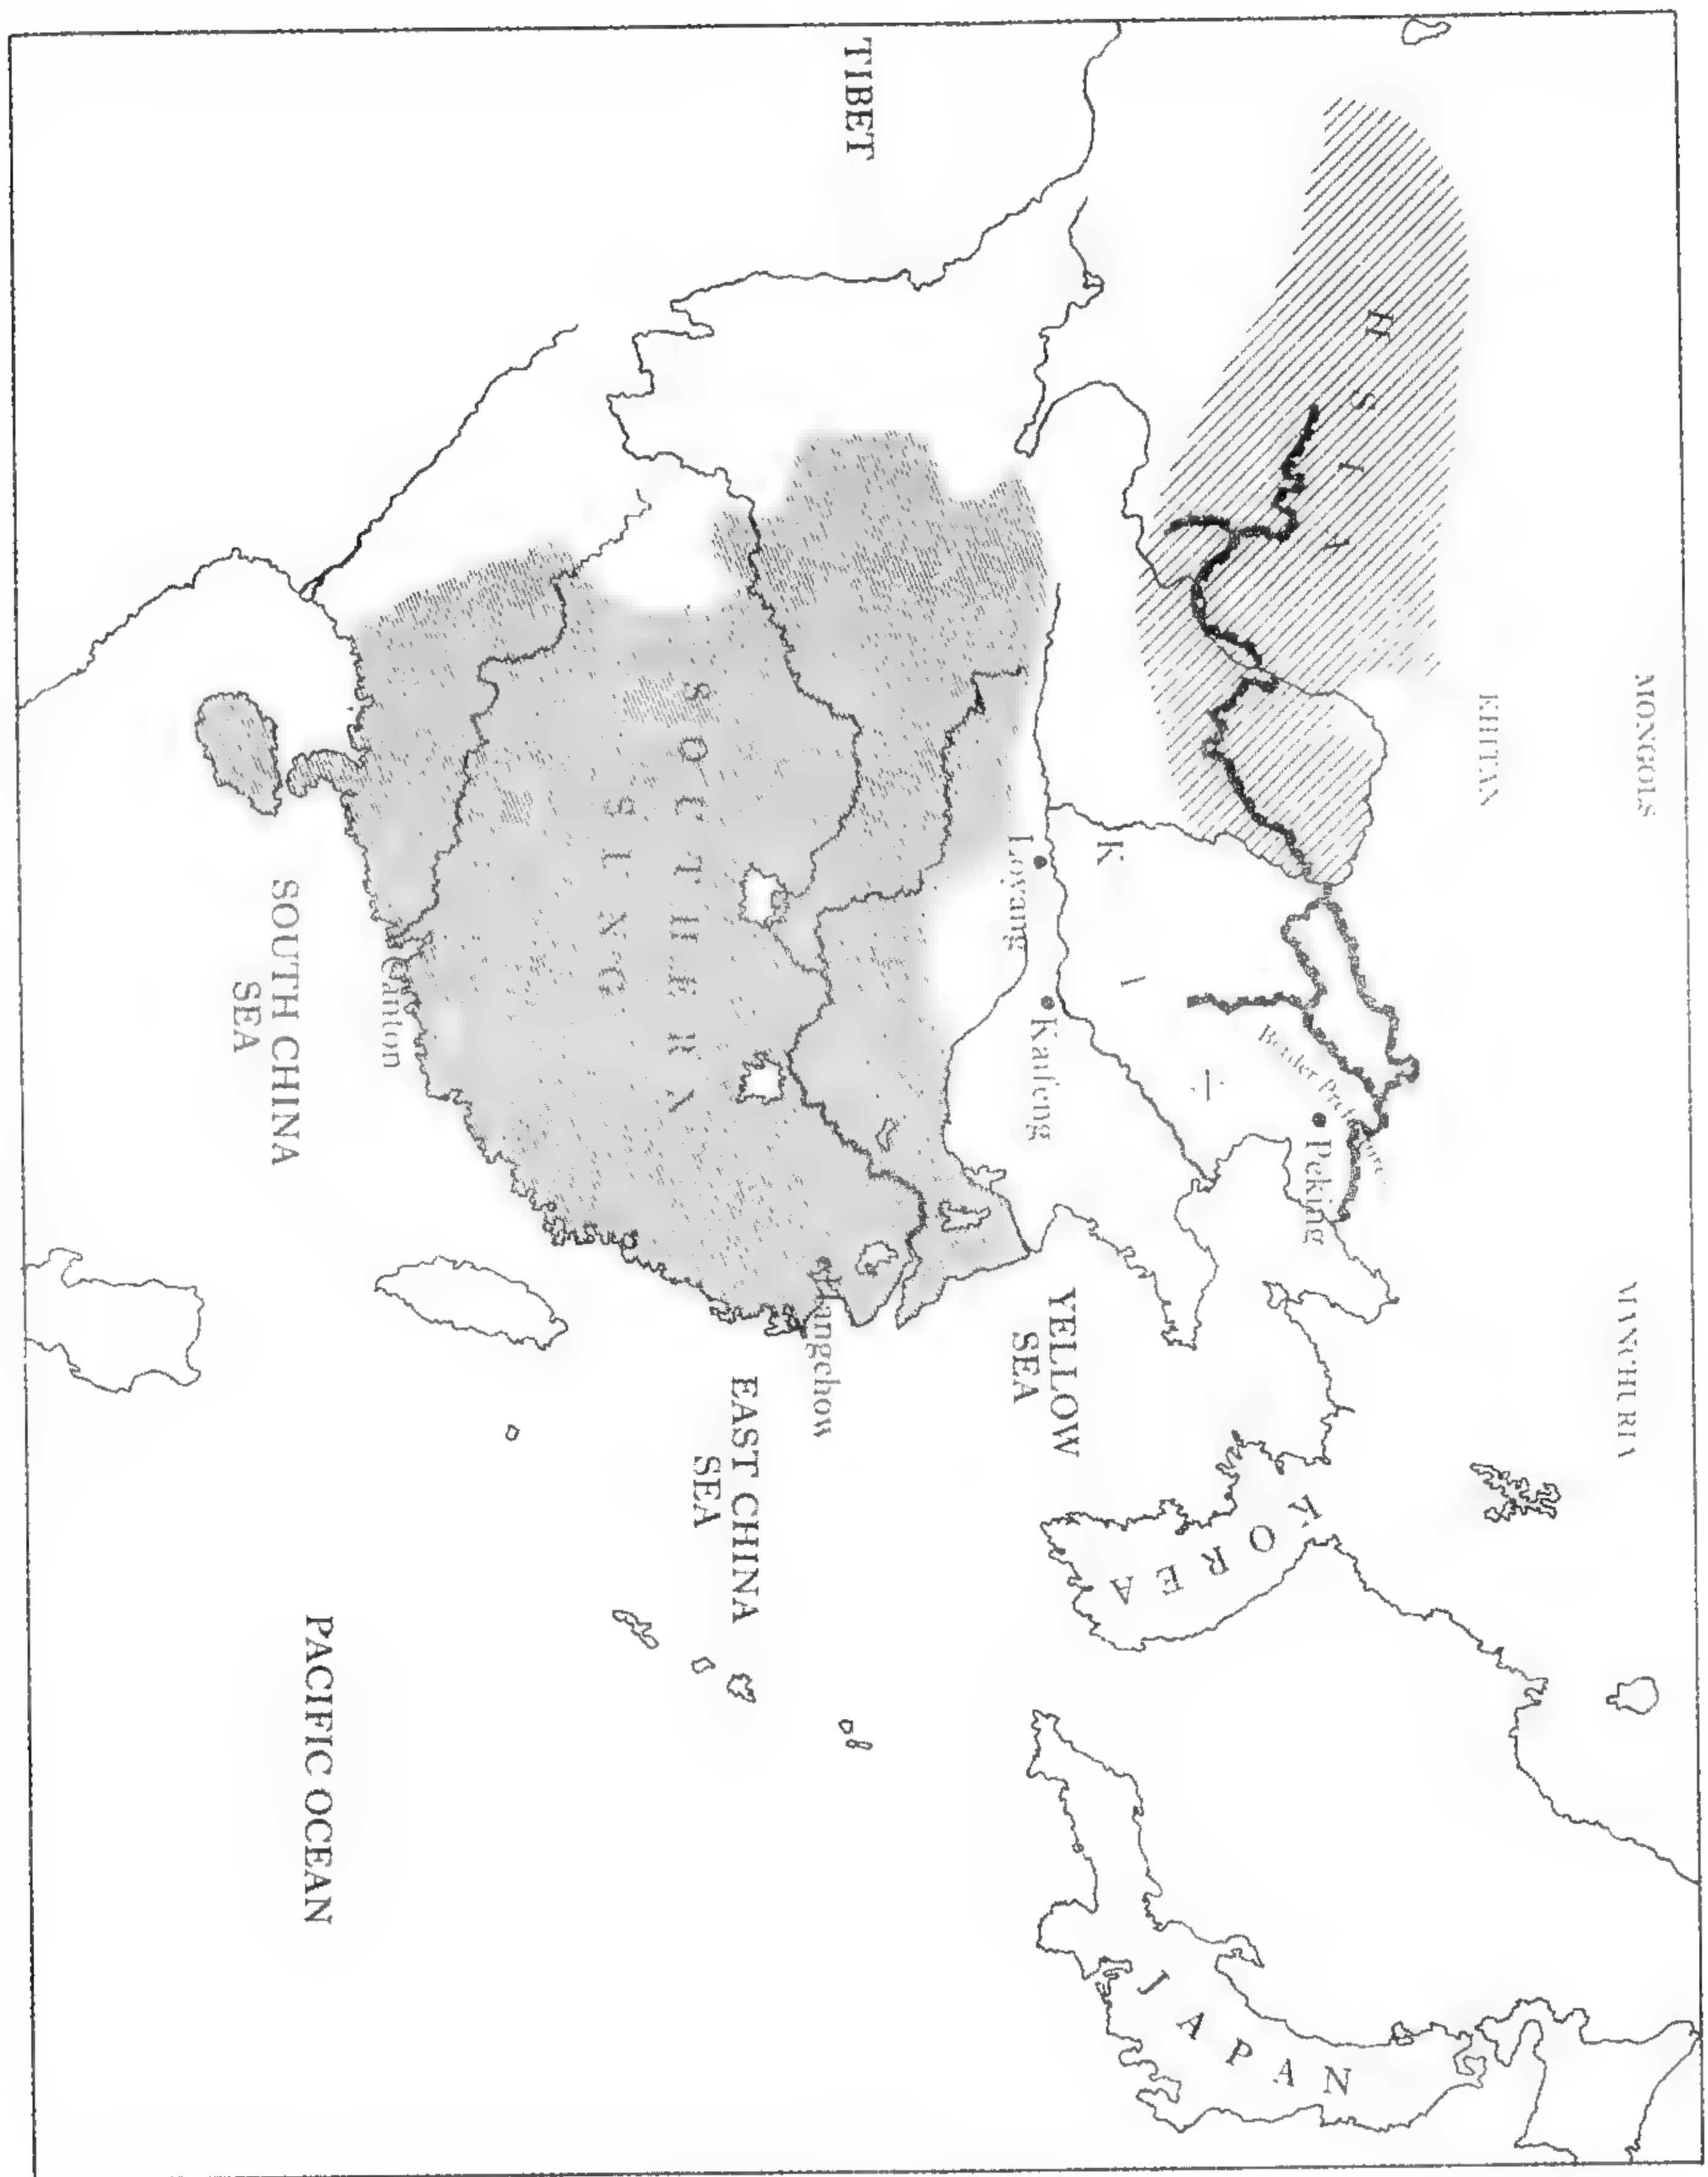 MONGOLS
MANCHURIA
KHITAN
HSIA
Peking
KOREA
JAPAN
KAI
Loyang
Kaifeng
YELLOW
SEA
TIBET
Hangchow
EAST CHINA
SEA
SOUTHERN
SUNG
Canton
SOUTH CHINA
SEA
PACIFIC OCEAN